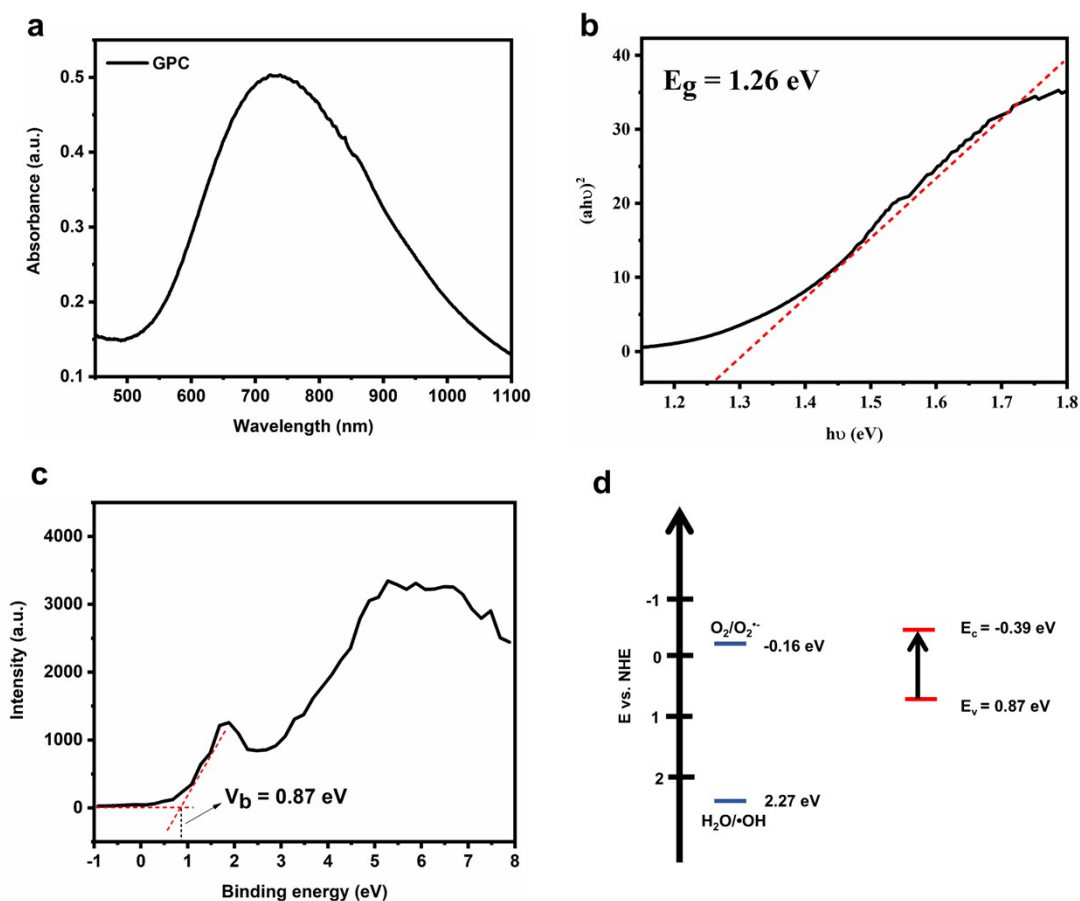 a
GPC
0.5
0.4
0.3
0.2
0.1
Absorbance (a.u.)
500 600 700 800 900 1000 1100
Wavelength (nm)
b
E_g = 1.26 eV
40
30
20
10
0
(ahυ)²
1.2 1.3 1.4 1.5 1.6 1.7 1.8
hυ (eV)
c
4000
3000
2000
1000
0
Intensity (a.u.)
V_b = 0.87 eV
-1 0 1 2 3 4 5 6 7 8
Binding energy (eV)
d
E vs. NHE
-1
0
1
2
O₂/O₂•⁻
-0.16 eV
2.27 eV
H₂O/•OH
E_c = -0.39 eV
E_v = 0.87 eV